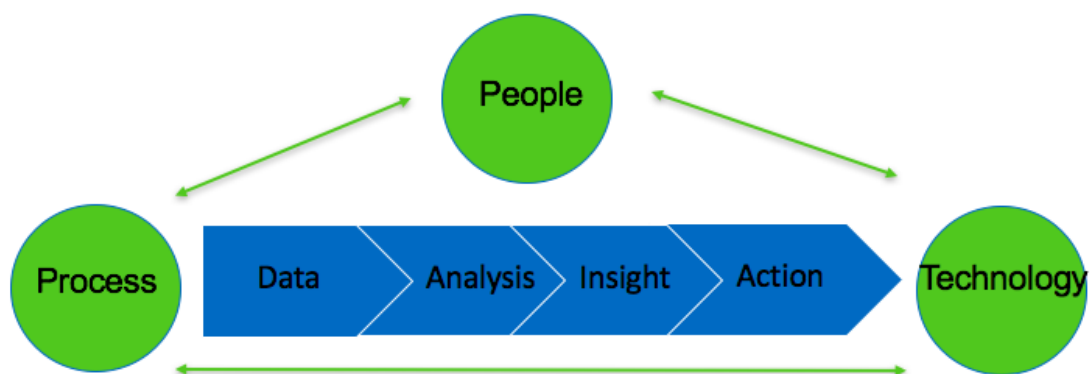 People
Process
Data
Analysis
Insight
Action
Technology